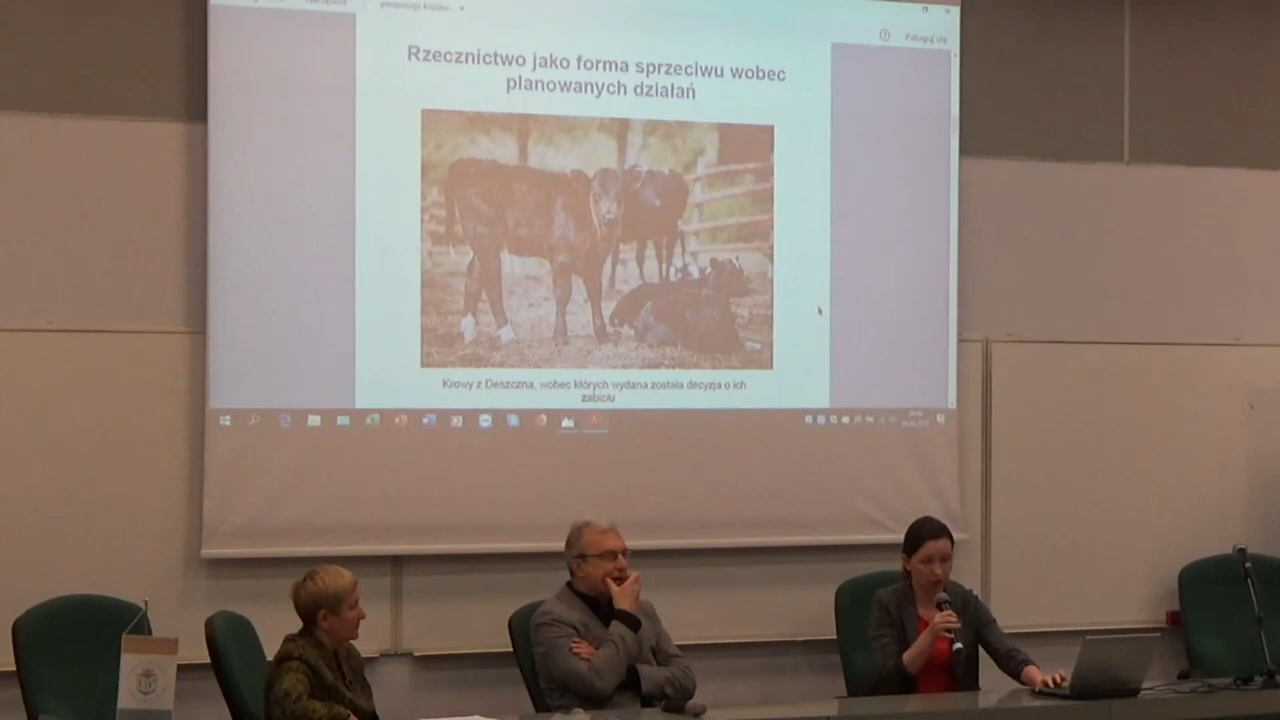 Zaloguj się
Rzecznictwo jako forma sprzeciwu wobec
planowanych działań
Krowy z Deszczna, wobec których wydana została decyzja o ich
zabiciu